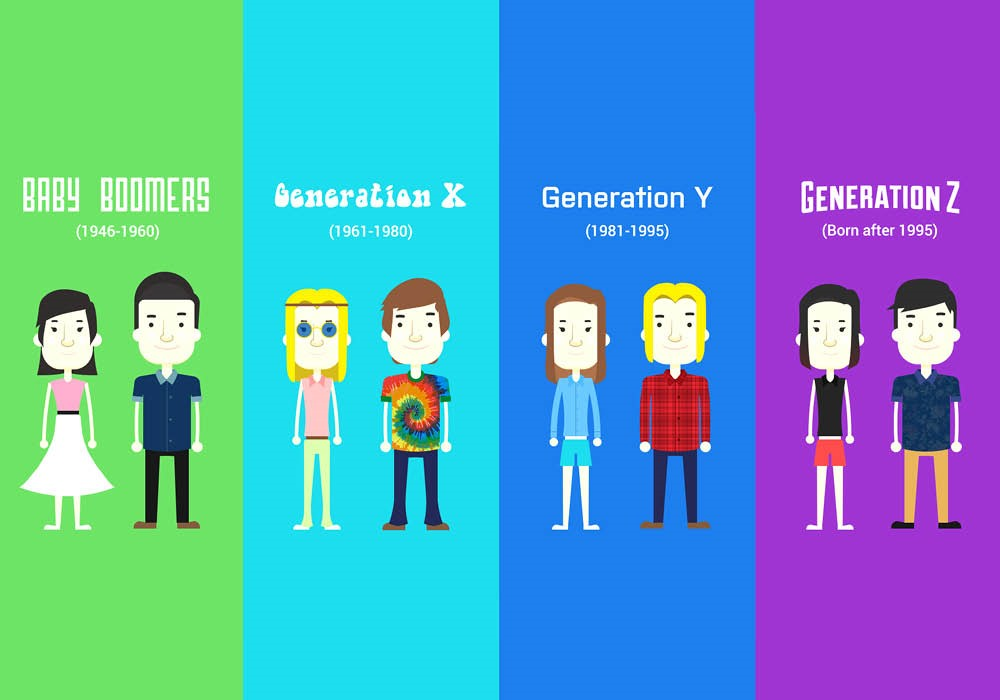 BABY BOOMERS
(1946-1960)
Generation X
(1961-1980)
Generation Y
(1981-1995)
GENERATION Z
(Born after 1995)